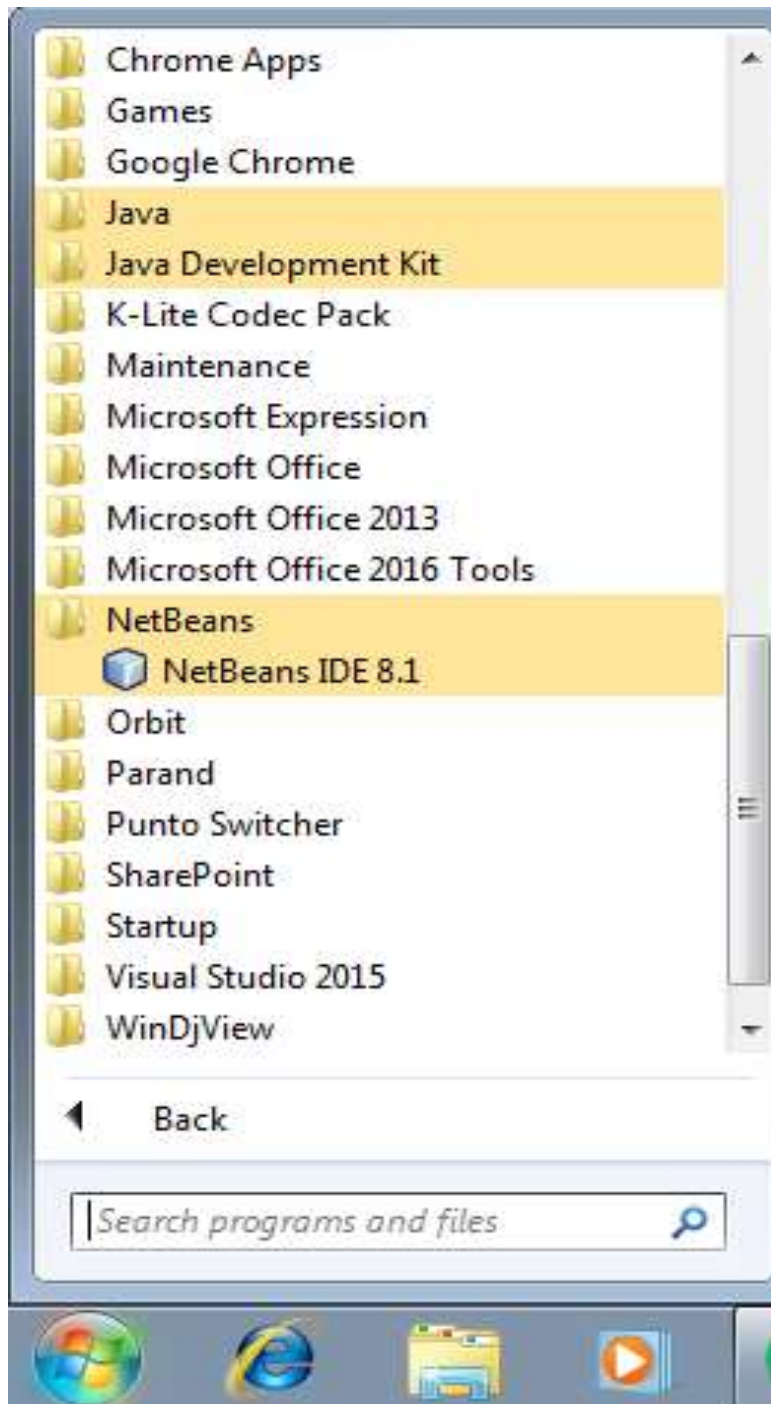 Chrome Apps
Games
Google Chrome
Java
Java Development Kit
K-Lite Codec Pack
Maintenance
Microsoft Expression
Microsoft Office
Microsoft Office 2013
Microsoft Office 2016 Tools
NetBeans
NetBeans IDE 8.1
Orbit
Parand
Punto Switcher
SharePoint
Startup
Visual Studio 2015
WinDjView
Back
Search programs and files